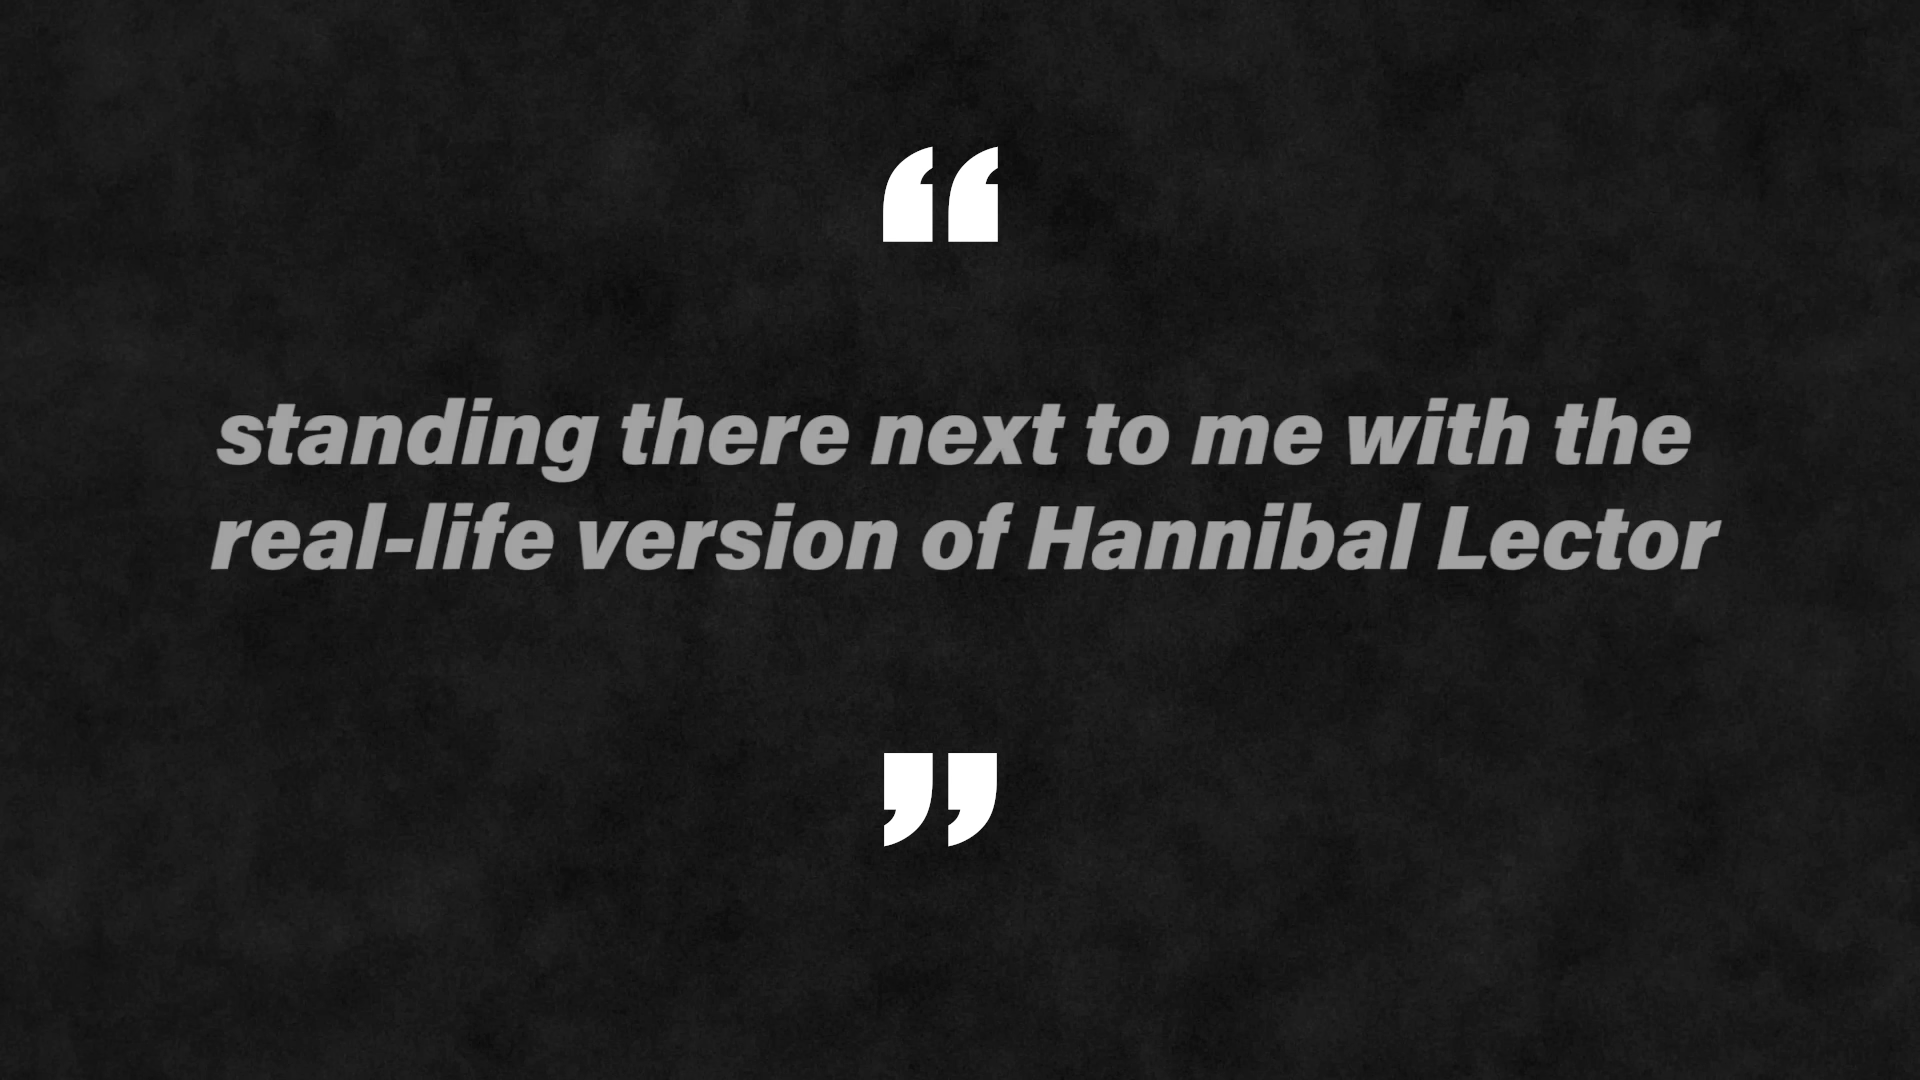 “
standing there next to me with the
real-life version of Hannibal Lector
”